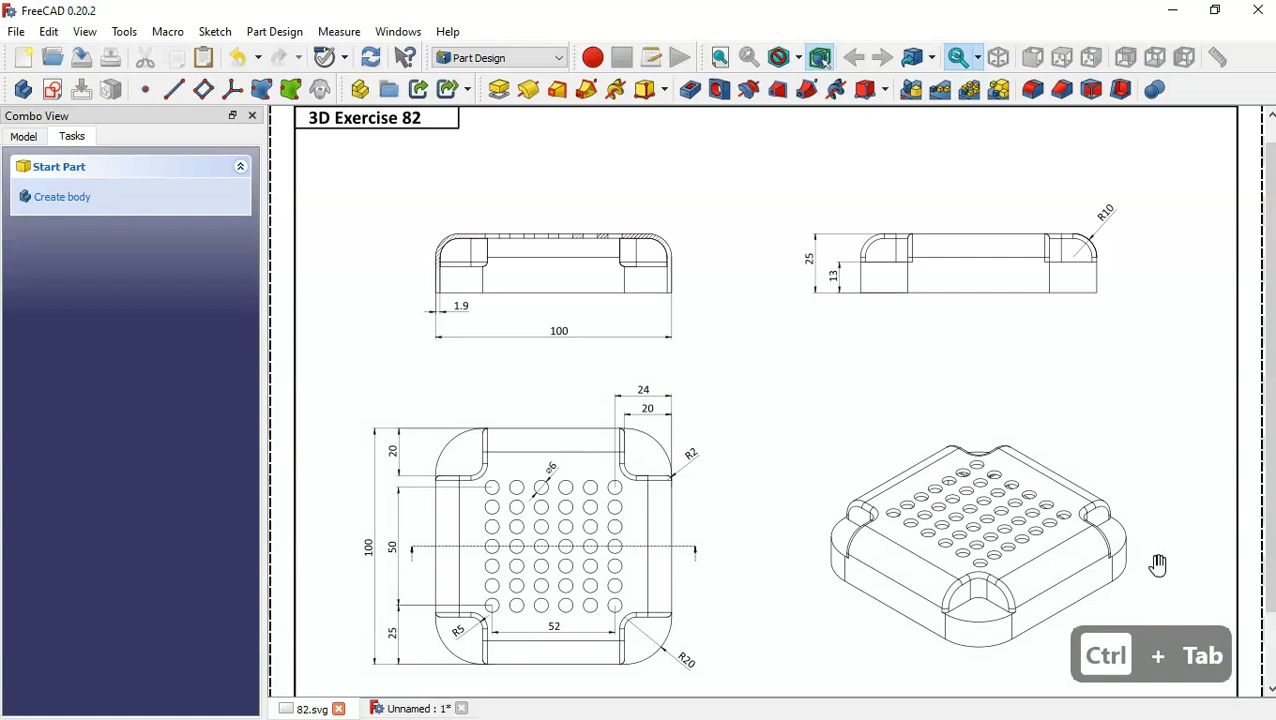 FreeCAD 0.20.2
File Edit View Tools Macro Sketch Part Design Measure Windows Help
Part Design
Combo View
Model Tasks
Start Part
Create body
3D Exercise 82
R10
25
13
1.9
100
24
20
20
R2
⌀6
100
50
25
R5
52
R20
Ctrl + Tab
82.svg
Unnamed : 1*